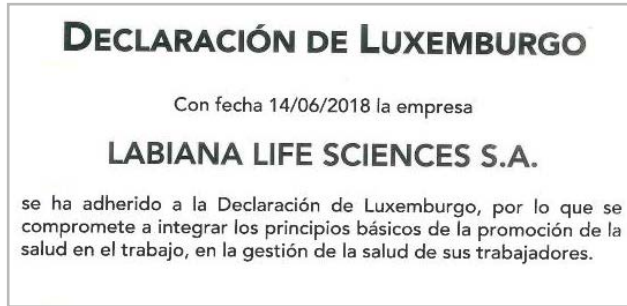 DECLARACIÓN DE LUXEMBURGO
Con fecha 14/06/2018 la empresa
LABIANA LIFE SCIENCES S.A.
se ha adherido a la Declaración de Luxemburgo, por lo que se
compromete a integrar los principios básicos de la promoción de la
salud en el trabajo, en la gestión de la salud de sus trabajadores.